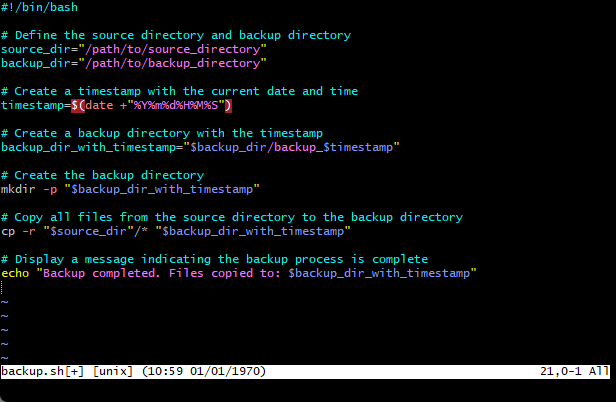 #!/bin/bash
# Define the source directory and backup directory
source_dir="/path/to/source_directory"
backup_dir="/path/to/backup_directory"
# Create a timestamp with the current date and time
timestamp=$(date +"%Y%m%d%H%M%S")
# Create a backup directory with the timestamp
backup_dir_with_timestamp="$backup_dir/backup_$timestamp"
# Create the backup directory
mkdir -p "$backup_dir_with_timestamp"
# Copy all files from the source directory to the backup directory
cp -r "$source_dir"/* "$backup_dir_with_timestamp"
# Display a message indicating the backup process is complete
echo "Backup completed. Files copied to: $backup_dir_with_timestamp"
~
~
~
~
~
backup.sh[+] [unix] (10:59 01/01/1970) 21,0-1 All